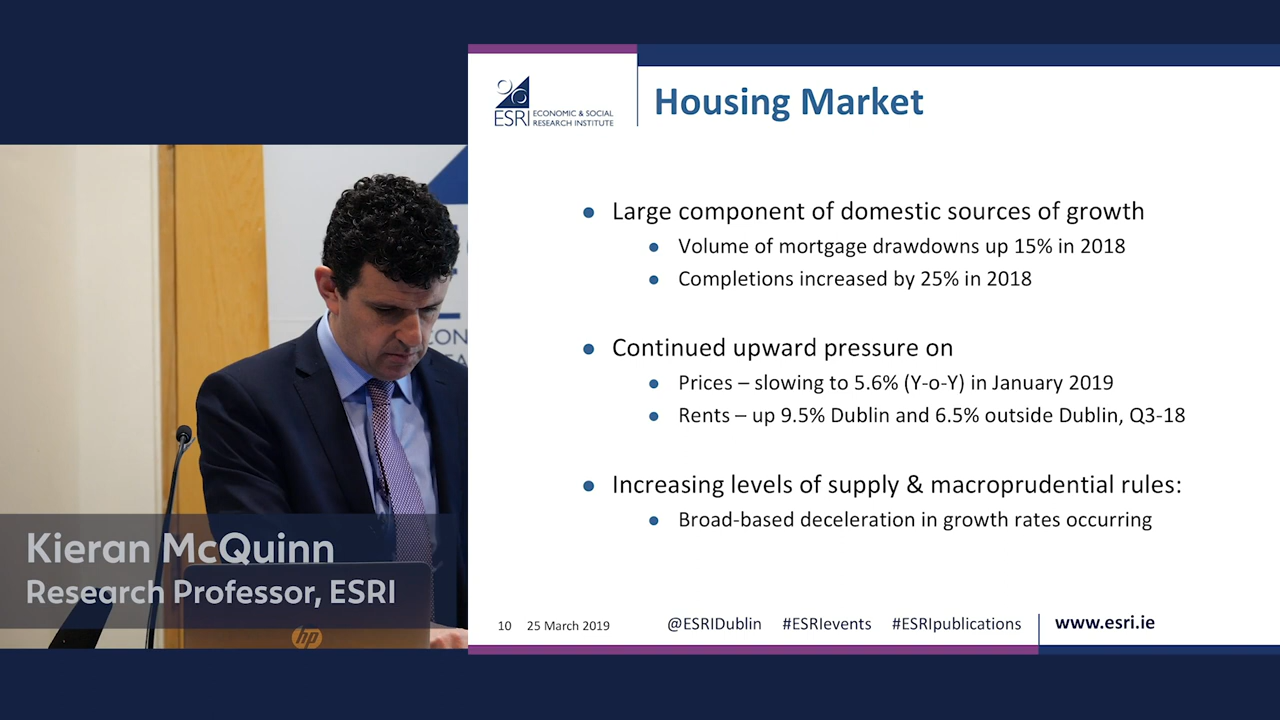 ESRI
ECONOMIC & SOCIAL
RESEARCH INSTITUTE
Housing Market
Large component of domestic sources of growth
Volume of mortgage drawdowns up 15% in 2018
Completions increased by 25% in 2018
Continued upward pressure on
Prices – slowing to 5.6% (Y-o-Y) in January 2019
Rents – up 9.5% Dublin and 6.5% outside Dublin, Q3-18
Increasing levels of supply & macroprudential rules:
Broad-based deceleration in growth rates occurring
10 25 March 2019 @ESRIDublin #ESRIevents #ESRIpublications www.esri.ie
Kieran McQuinn
Research Professor, ESRI
hp